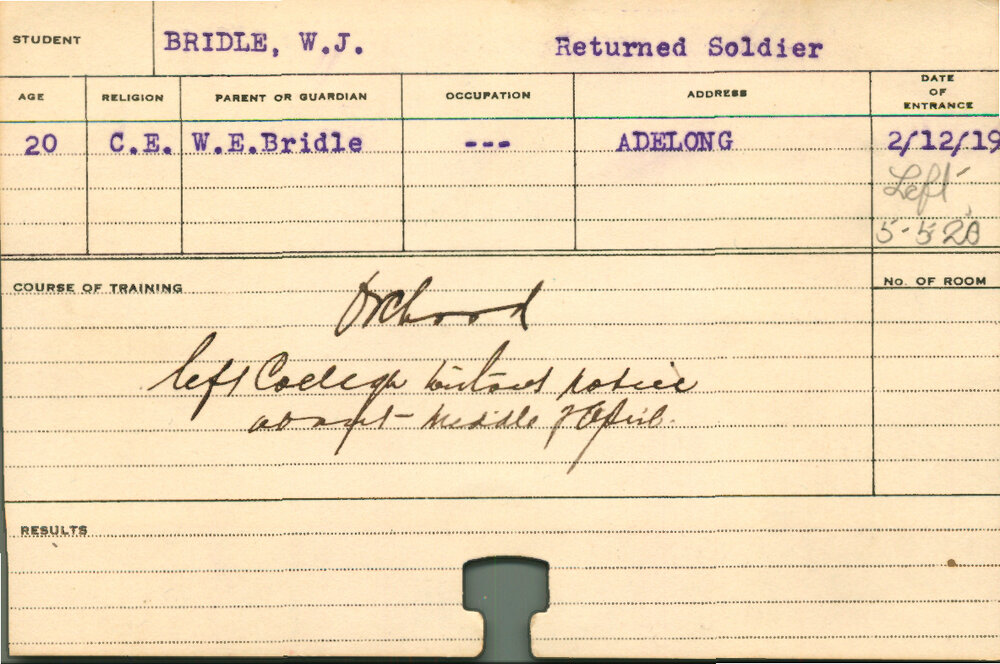 STUDENT BRIDLE, W.J. Returned Soldier
AGE RELIGION PARENT OR GUARDIAN OCCUPATION ADDRESS DATE OF ENTRANCE
20 C.E. W.E.Bridle --- ADELONG 2/12/19
Left
5-5-20
COURSE OF TRAINING Orchard No. OF ROOM
left College without notice
about middle of April.
RESULTS